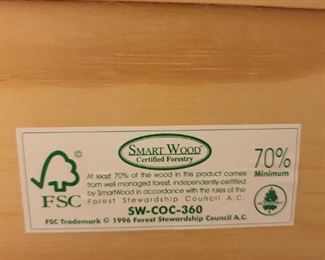 SMART WOOD
Certified Forestry
70%
Minimum
FSC
At least 70% of the wood in this product comes
from well managed forest, independently certified
by SmartWood in accordance with the rules of the
Forest Stewardship Council A.C.
SW-COC-360
FSC Trademark © 1996 Forest Stewardship Council A.C.